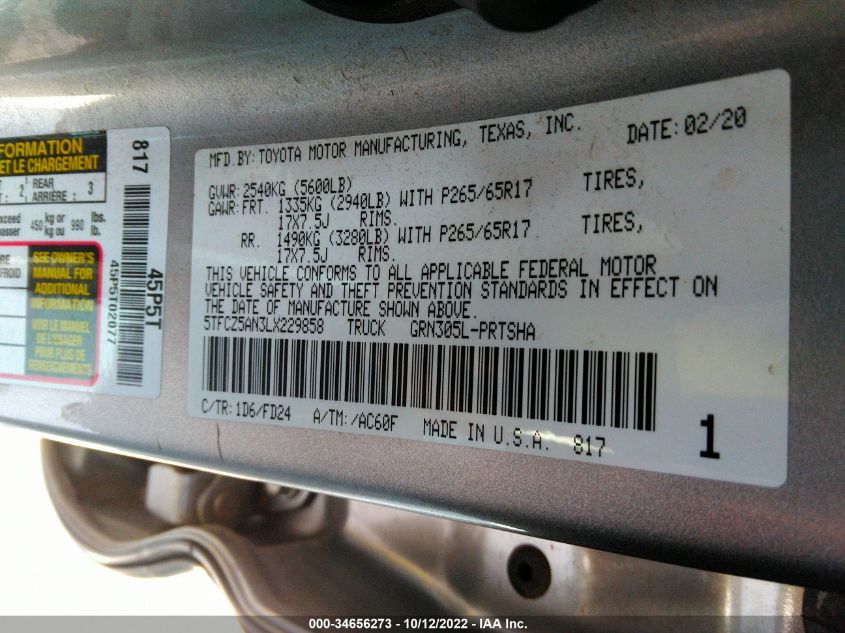 FORMATION
ET LE CHARGEMENT
2 REAR ARRIÈRE : 3
450 kg or 990 lbs. lb.
SEE OWNER'S
MANUAL FOR
ADDITIONAL
INFORMATION
VOIR LE MANUEL
DE L'USAGER
POUR PLUS DE
RENSEIGNEMENTS
817
45P5T02077
45P5T
MFD.BY:TOYOTA MOTOR MANUFACTURING, TEXAS, INC. DATE:02/20
GVWR:2540KG (5600LB)
GAWR:FRT. 1335KG (2940LB) WITH P265/65R17 TIRES,
17X7.5J RIMS.
RR. 1490KG (3280LB) WITH P265/65R17 TIRES,
17X7.5J RIMS.
THIS VEHICLE CONFORMS TO ALL APPLICABLE FEDERAL MOTOR
VEHICLE SAFETY AND THEFT PREVENTION STANDARDS IN EFFECT ON
THE DATE OF MANUFACTURE SHOWN ABOVE.
5TFCZ5AN3LX229858 TRUCK GRN305L-PRTSHA
C/TR:1D6/FD24 A/TM:/AC60F MADE IN U.S.A. 817 1
000-34656273 - 10/12/2022 - IAA Inc.